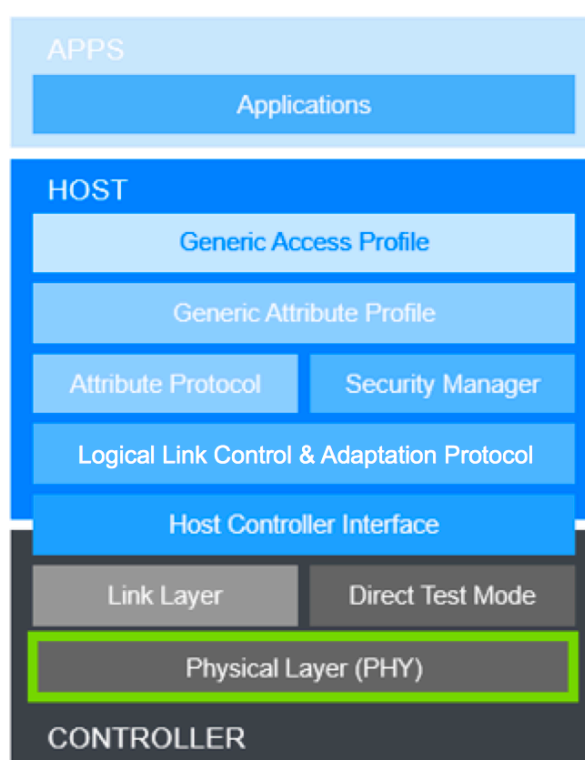 APPS
Applications
HOST
Generic Access Profile
Generic Attribute Profile
Attribute Protocol
Security Manager
Logical Link Control & Adaptation Protocol
Host Controller Interface
Link Layer
Direct Test Mode
Physical Layer (PHY)
CONTROLLER